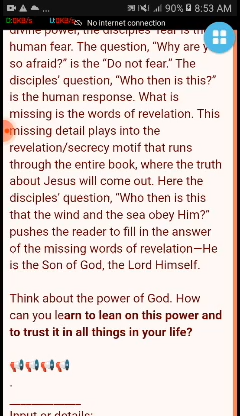 0KB/s U:0KB/s 90% 8:53 AM
No internet connection
divine power, the disciples' fear is th
human fear. The question, "Why are y
so afraid?" is the "Do not fear." The
disciples' question, "Who then is this?"
is the human response. What is
missing is the words of revelation. This
missing detail plays into the
revelation/secrecy motif that runs
through the entire book, where the truth
about Jesus will come out. Here the
disciples' question, "Who then is this
that the wind and the sea obey Him?"
pushes the reader to fill in the answer
of the missing words of revelation—He
is the Son of God, the Lord Himself.
Think about the power of God. How
can you learn to lean on this power and
to trust it in all things in your life?
Input or details: